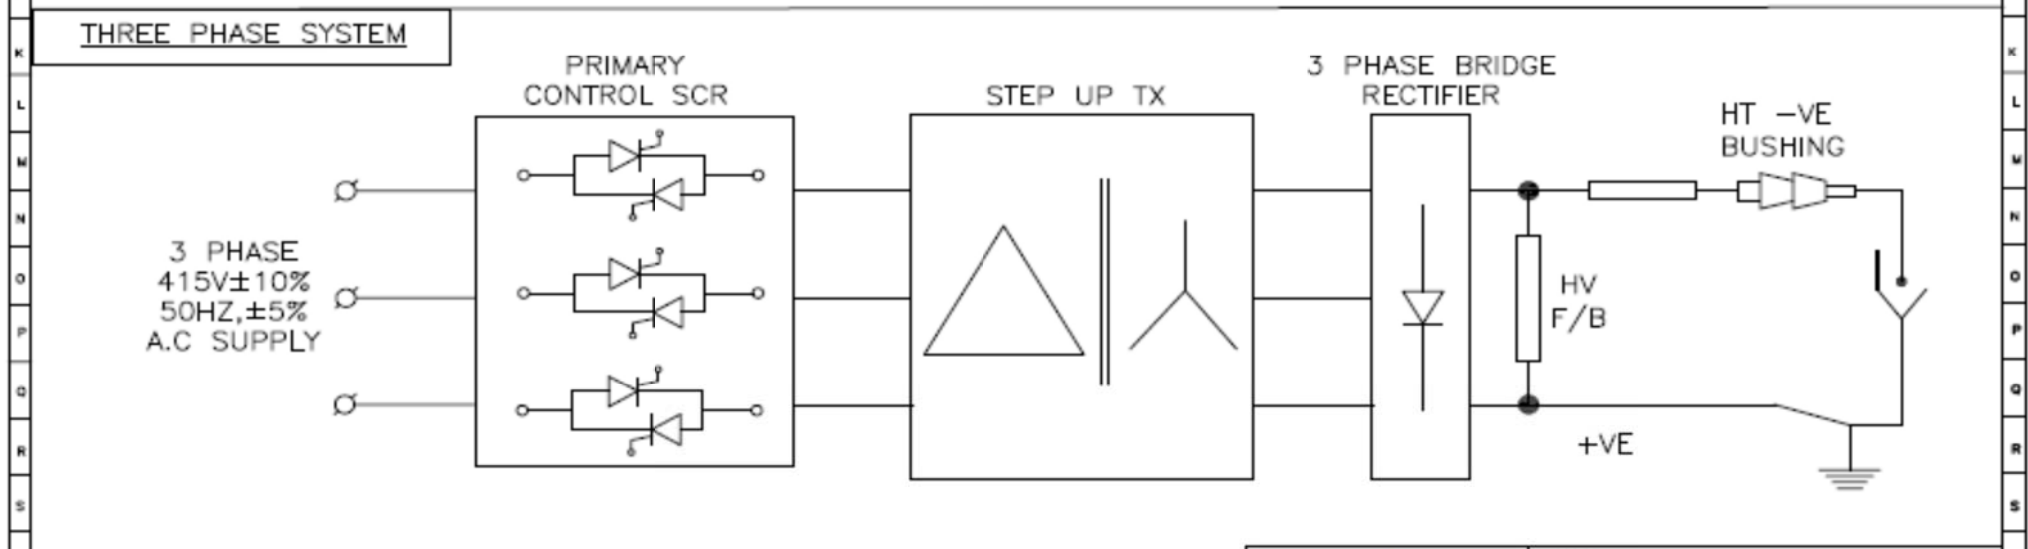 THREE PHASE SYSTEM
PRIMARY
CONTROL SCR
STEP UP TX
3 PHASE BRIDGE
RECTIFIER
HT -VE
BUSHING
3 PHASE
415V±10%
50HZ,±5%
A.C SUPPLY
HV
F/B
+VE
K
L
M
N
O
P
Q
R
S
K
L
M
N
O
P
Q
R
S